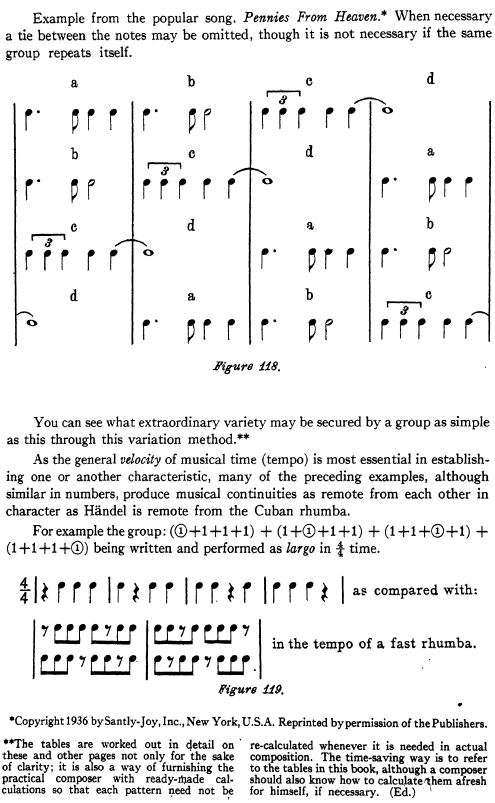 Example from the popular song, Pennies From Heaven.* When necessary
a tie between the notes may be omitted, though it is not necessary if the same
group repeats itself.
a b c d
3
b c d a
3
c d a b
3
d a b c
3
Figure 118.
You can see what extraordinary variety may be secured by a group as simple
as this through this variation method.**
As the general velocity of musical time (tempo) is most essential in establish-
ing one or another characteristic, many of the preceding examples, although
similar in numbers, produce musical continuities as remote from each other in
character as Händel is remote from the Cuban rhumba.
For example the group: (①+1+1+1) + (1+①+1+1) + (1+1+①+1) +
(1+1+1+①) being written and performed as largo in 4/4 time.
4/4 as compared with:
in the tempo of a fast rhumba.
Figure 119.
*Copyright 1936 by Santly-Joy, Inc., New York, U.S.A. Reprinted by permission of the Publishers.
**The tables are worked out in detail on
these and other pages not only for the sake
of clarity; it is also a way of furnishing the
practical composer with ready-made cal-
culations so that each pattern need not be
re-calculated whenever it is needed in actual
composition. The time-saving way is to refer
to the tables in this book, although a composer
should also know how to calculate them afresh
for himself, if necessary. (Ed.)